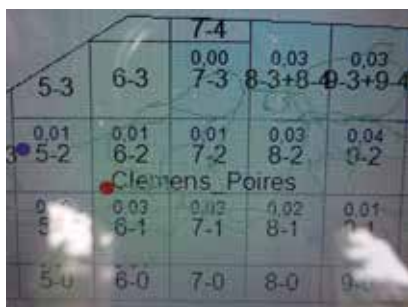 7-4
0,00 0,03 0,03
5-3 6-3 7-3 8-3+8-4 9-3+9-4
0,01 0,01 0,01 0,03 0,04
5-2 6-2 7-2 8-2 9-2
Clemens_Poires
0,03 0,02 0,02 0,01
6-1 7-1 8-1 9-1
5-0 6-0 7-0 8-0